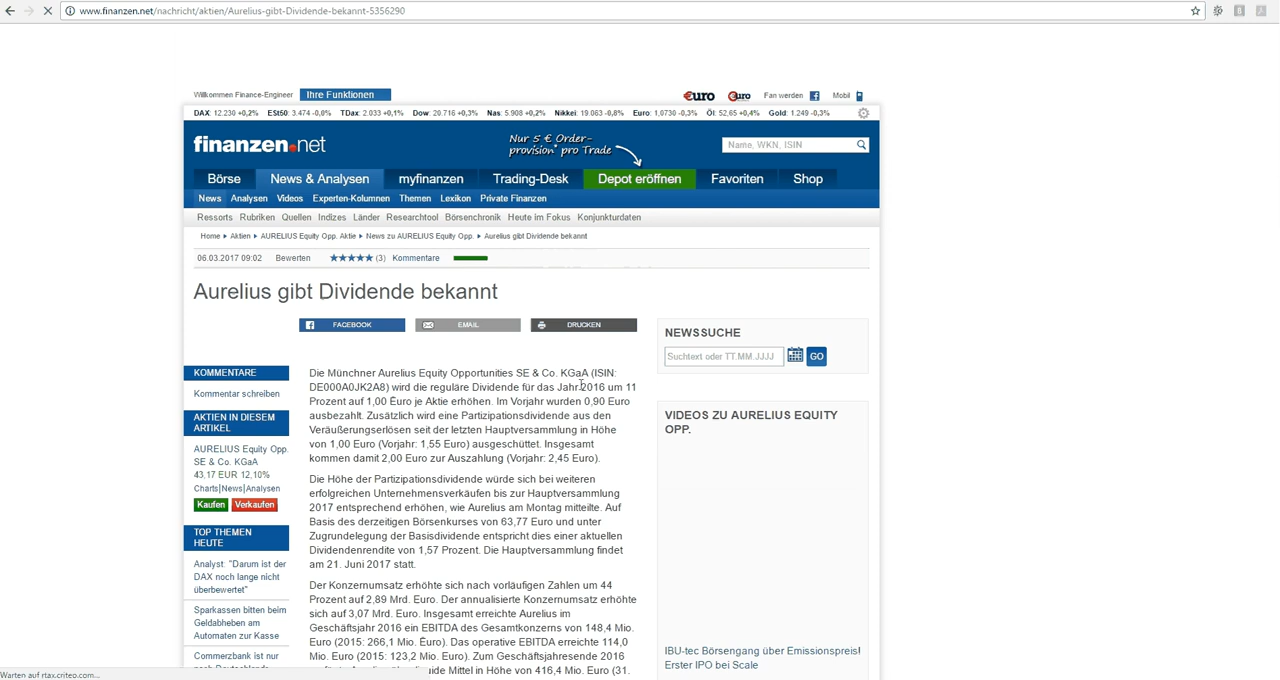 www.finanzen.net/nachricht/aktien/Aurelius-gibt-Dividende-bekannt-5356290
Willkommen Finance-Engineer Ihre Funktionen €uro €uro Fan werden Mobil
DAX: 12.230 +0,2% ESt50: 3.474 -0,0% TDax: 2.033 +0,1% Dow: 20.716 +0,3% Nas: 5.908 +0,2% Nikkei: 19.063 -0,8% Euro: 1,0730 -0,3% Öl: 52,65 +0,4% Gold: 1.249 -0,3%
finanzen.net
Nur 5 € Order-
provision* pro Trade
Name, WKN, ISIN
Börse News & Analysen myfinanzen Trading-Desk Depot eröffnen Favoriten Shop
News Analysen Videos Experten-Kolumnen Themen Lexikon Private Finanzen
Ressorts Rubriken Quellen Indizes Länder Researchtool Börsenchronik Heute im Fokus Konjunkturdaten
Home Aktien AURELIUS Equity Opp. Aktie News zu AURELIUS Equity Opp. Aurelius gibt Dividende bekannt
06.03.2017 09:02 Bewerten ★★★★★ (3) Kommentare
Aurelius gibt Dividende bekannt
FACEBOOK EMAIL DRUCKEN
KOMMENTARE
Kommentar schreiben
AKTIEN IN DIESEM
ARTIKEL
AURELIUS Equity Opp.
SE & Co. KGaA
43,17 EUR 12,10%
Charts|News|Analysen
Kaufen Verkaufen
TOP THEMEN
HEUTE
Analyst: "Darum ist der
DAX noch lange nicht
überbewertet"
Sparkassen bitten beim
Geldabheben am
Automaten zur Kasse
Commerzbank ist nur
Die Münchner Aurelius Equity Opportunities SE & Co. KGaA (ISIN:
DE000A0JK2A8) wird die reguläre Dividende für das Jahr 2016 um 11
Prozent auf 1,00 Euro je Aktie erhöhen. Im Vorjahr wurden 0,90 Euro
ausbezahlt. Zusätzlich wird eine Partizipationsdividende aus den
Veräußerungserlösen seit der letzten Hauptversammlung in Höhe
von 1,00 Euro (Vorjahr: 1,55 Euro) ausgeschüttet. Insgesamt
kommen damit 2,00 Euro zur Auszahlung (Vorjahr: 2,45 Euro).
Die Höhe der Partizipationsdividende würde sich bei weiteren
erfolgreichen Unternehmensverkäufen bis zur Hauptversammlung
2017 entsprechend erhöhen, wie Aurelius am Montag mitteilte. Auf
Basis des derzeitigen Börsenkurses von 63,77 Euro und unter
Zugrundelegung der Basisdividende entspricht dies einer aktuellen
Dividendenrendite von 1,57 Prozent. Die Hauptversammlung findet
am 21. Juni 2017 statt.
Der Konzernumsatz erhöhte sich nach vorläufigen Zahlen um 44
Prozent auf 2,89 Mrd. Euro. Der annualisierte Konzernumsatz erhöhte
sich auf 3,07 Mrd. Euro. Insgesamt erreichte Aurelius im
Geschäftsjahr 2016 ein EBITDA des Gesamtkonzerns von 148,4 Mio.
Euro (2015: 266,1 Mio. Euro). Das operative EBITDA erreichte 114,0
Mio. Euro (2015: 123,2 Mio. Euro). Zum Geschäftsjahresende 2016
Mittel in Höhe von 416,4 Mio. Euro (31.
NEWSSUCHE
Suchtext oder TT.MM.JJJJ GO
VIDEOS ZU AURELIUS EQUITY
OPP.
IBU-tec Börsengang über Emissionspreis!
Erster IPO bei Scale
Warten auf rtax.criteo.com...